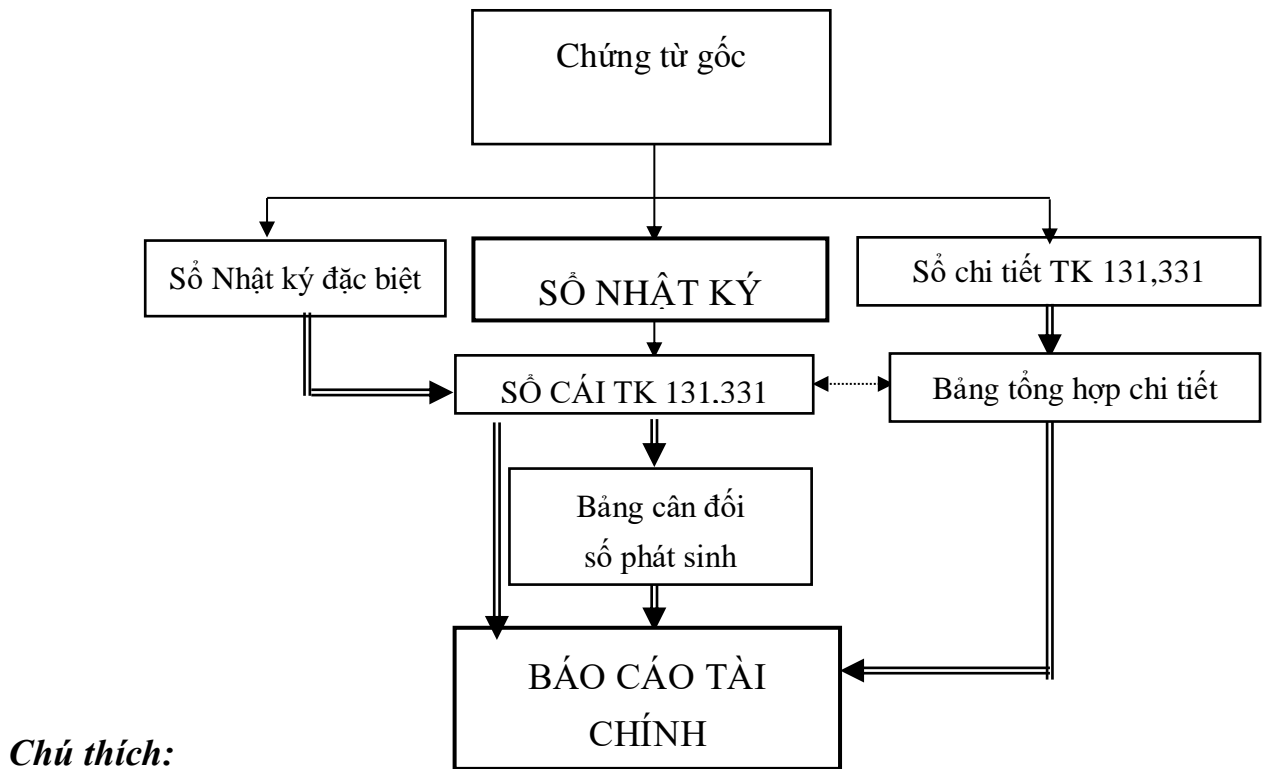 Chứng từ gốc
Sổ Nhật ký đặc biệt
SỔ NHẬT KÝ
Sổ chi tiết TK 131,331
SỔ CÁI TK 131.331
Bảng tổng hợp chi tiết
Bảng cân đối
số phát sinh
BÁO CÁO TÀI
CHÍNH
Chú thích: